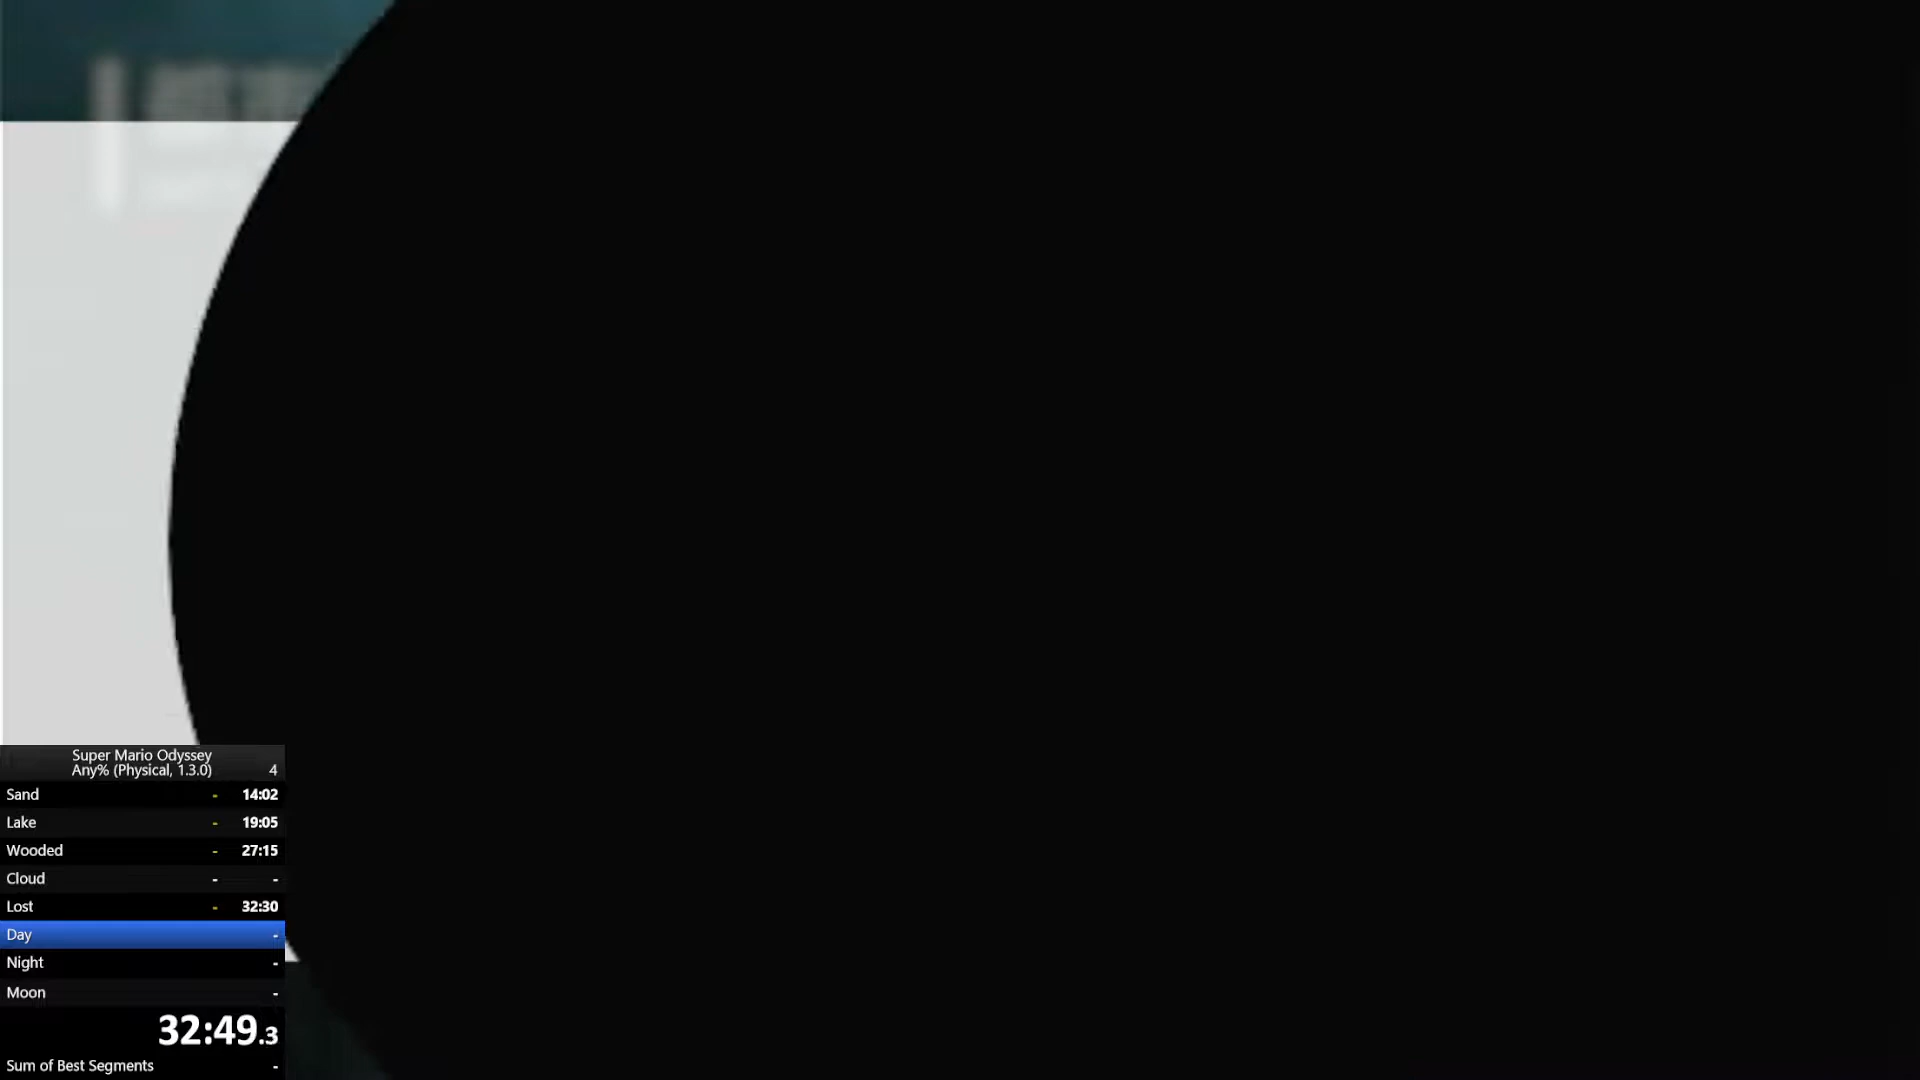 Super Mario Odyssey
Any% (Physical, 1.3.0) 4
Sand - 14:02
Lake - 19:05
Wooded - 27:15
Cloud - -
Lost - 32:30
Day -
Night -
Moon -
32:49.3
Sum of Best Segments -